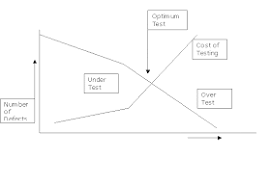 Optimum
Test
Cost of
Testing
Under
Test
Over
Test
Number
of
Defects